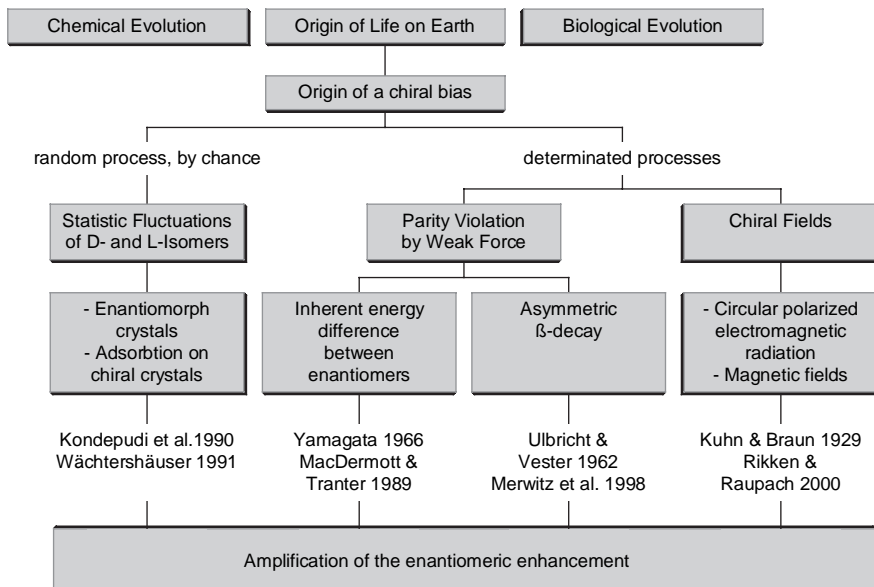 Chemical Evolution
Origin of Life on Earth
Biological Evolution
Origin of a chiral bias
random process, by chance
determinated processes
Statistic Fluctuations
of D- and L-Isomers
Parity Violation
by Weak Force
Chiral Fields
- Enantiomorph
crystals
- Adsorbtion on
chiral crystals
Inherent energy
difference
between
enantiomers
Asymmetric
ß-decay
- Circular polarized
electromagnetic
radiation
- Magnetic fields
Kondepudi et al.1990
Wächtershäuser 1991
Yamagata 1966
MacDermott &
Tranter 1989
Ulbricht &
Vester 1962
Merwitz et al. 1998
Kuhn & Braun 1929
Rikken &
Raupach 2000
Amplification of the enantiomeric enhancement